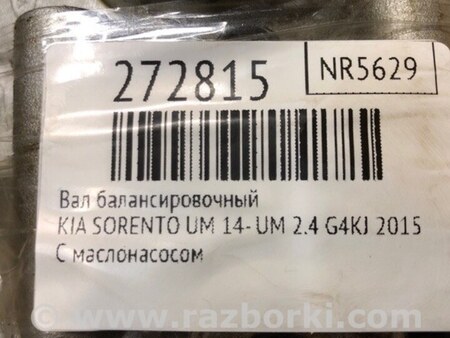 272815
NR5629
Вал балансировочный
KIA SORENTO UM 14- UM 2.4 G4KJ 2015
С маслонасосом
www.razborki.com